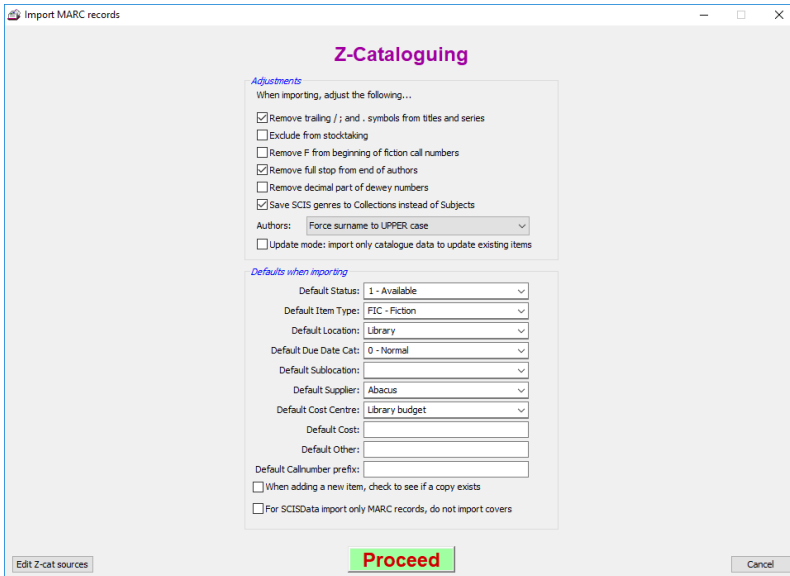 Import MARC records
Z-Cataloguing
Adjustments
When importing, adjust the following...
Remove trailing / ; and . symbols from titles and series
Exclude from stocktaking
Remove F from beginning of fiction call numbers
Remove full stop from end of authors
Remove decimal part of dewey numbers
Save SCIS genres to Collections instead of Subjects
Authors: Force surname to UPPER case
Update mode: import only catalogue data to update existing items
Defaults when importing
Default Status: 1 - Available
Default Item Type: FIC - Fiction
Default Location: Library
Default Due Date Cat: 0 - Normal
Default Sublocation:
Default Supplier: Abacus
Default Cost Centre: Library budget
Default Cost:
Default Other:
Default Callnumber prefix:
When adding a new item, check to see if a copy exists
For SCISData import only MARC records, do not import covers
Edit Z-cat sources Proceed Cancel